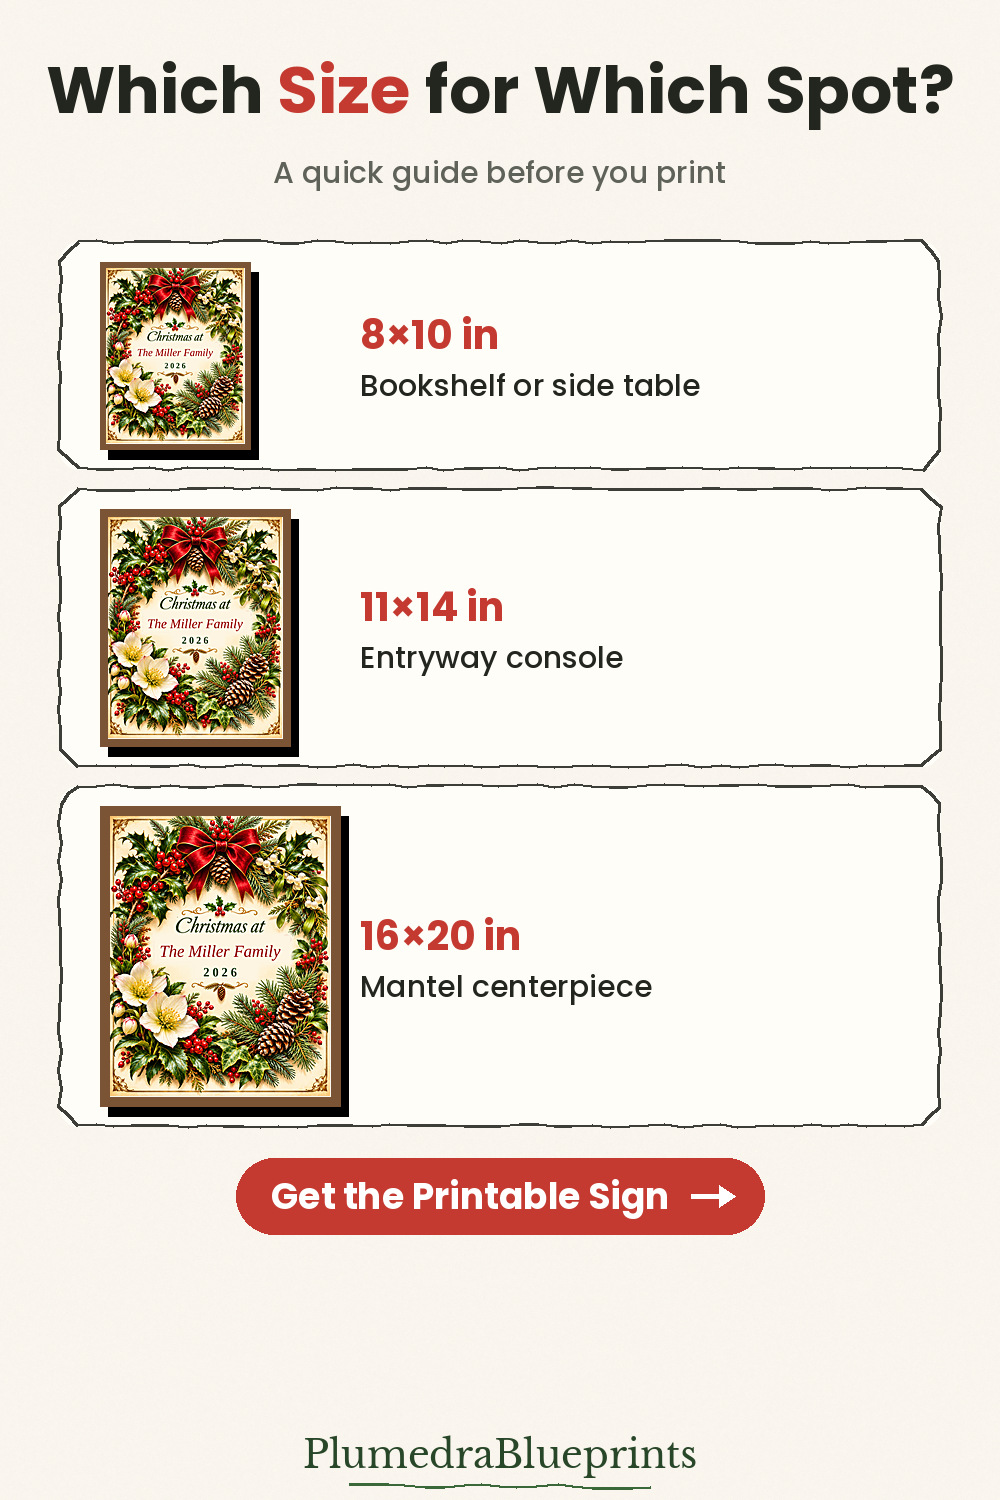 Which Size for Which Spot?
A quick guide before you print
Christmas at
The Miller Family
2026
8×10 in
Bookshelf or side table
Christmas at
The Miller Family
2026
11×14 in
Entryway console
Christmas at
The Miller Family
2026
16×20 in
Mantel centerpiece
Get the Printable Sign
PlumedraBlueprints